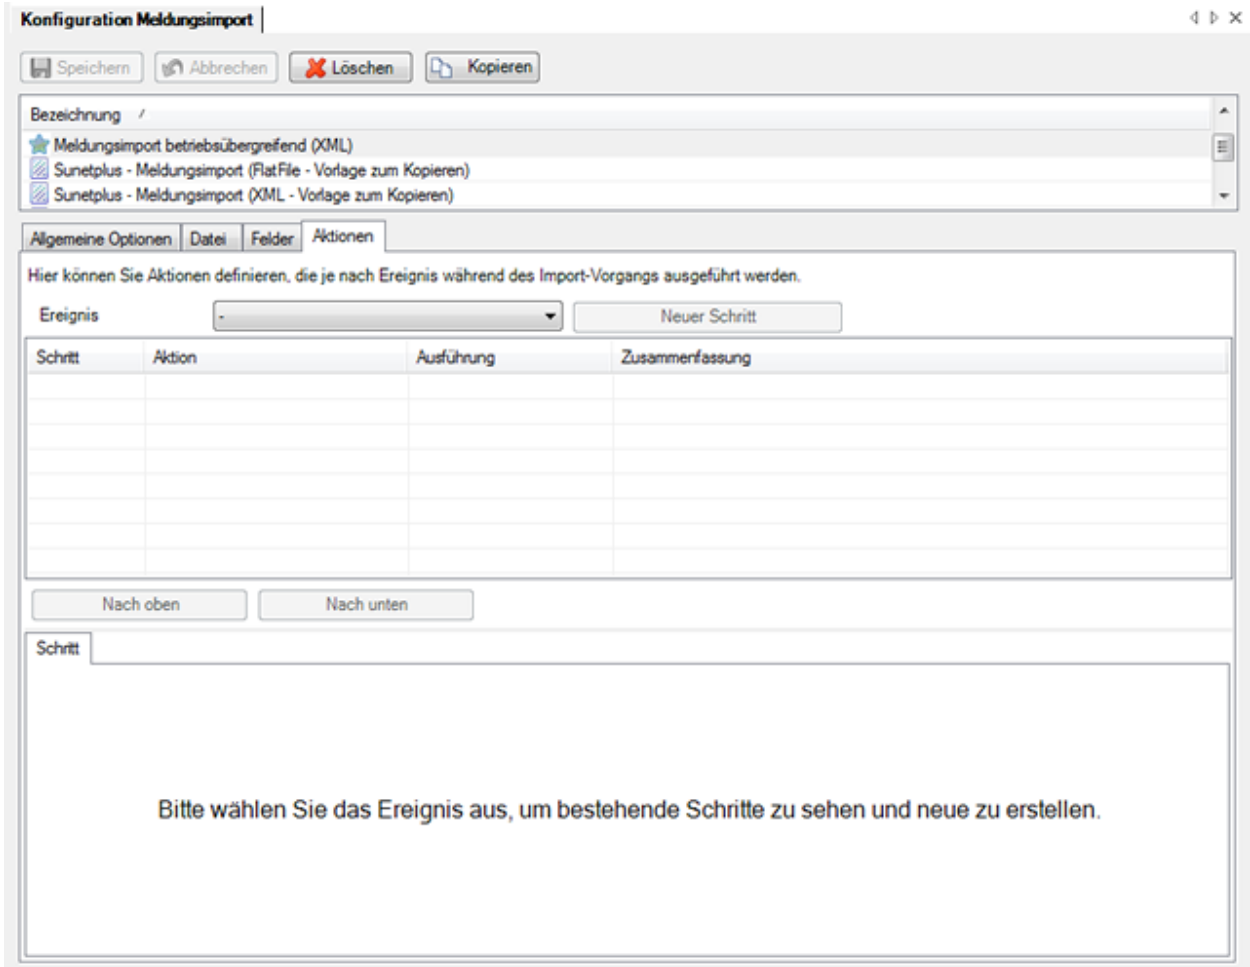 Konfiguration Meldungsimport
Speichern Abbrechen Löschen Kopieren
Bezeichnung
Meldungsimport betriebsübergreifend (XML)
Sunetplus - Meldungsimport (FlatFile - Vorlage zum Kopieren)
Sunetplus - Meldungsimport (XML - Vorlage zum Kopieren)
Allgemeine Optionen Datei Felder Aktionen
Hier können Sie Aktionen definieren, die je nach Ereignis während des Import-Vorgangs ausgeführt werden.
Ereignis - Neuer Schritt
Schritt Aktion Ausführung Zusammenfassung
Nach oben Nach unten
Schritt
Bitte wählen Sie das Ereignis aus, um bestehende Schritte zu sehen und neue zu erstellen.